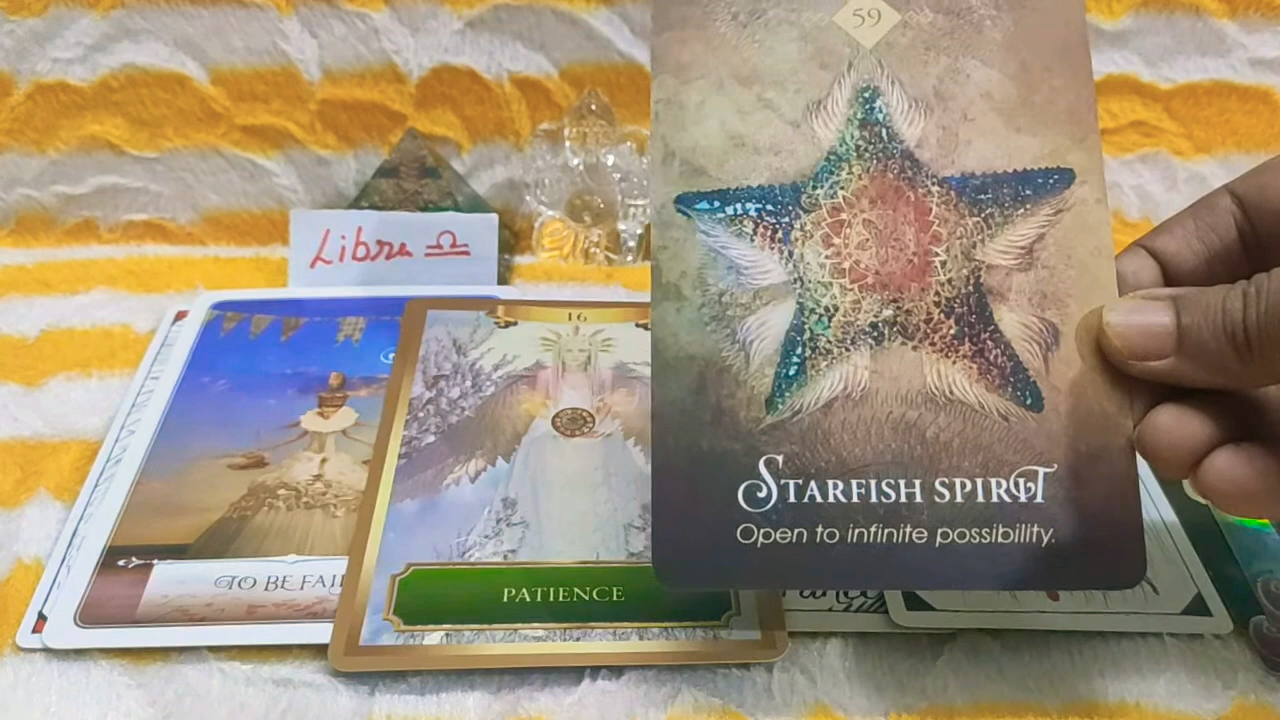 59
Libra ♎
16
STARFISH SPIRIT
Open to infinite possibility.
TO BE FAI
PATIENCE